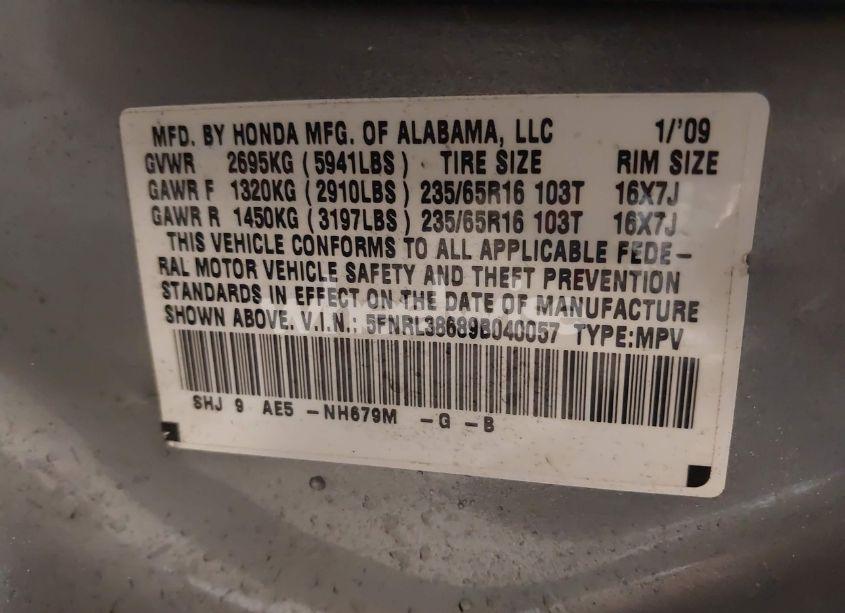 MFD. BY HONDA MFG. OF ALABAMA, LLC 1/'09
GVWR 2695KG (5941LBS) TIRE SIZE RIM SIZE
GAWR F 1320KG (2910LBS) 235/65R16 103T 16X7J
GAWR R 1450KG (3197LBS) 235/65R16 103T 16X7J
THIS VEHICLE CONFORMS TO ALL APPLICABLE FEDE-
RAL MOTOR VEHICLE SAFETY AND THEFT PREVENTION
STANDARDS IN EFFECT ON THE DATE OF MANUFACTURE
SHOWN ABOVE. V.I.N.: 5FNRL38689B040057 TYPE:MPV
SHJ 9 AE5 -NH679M -G -B